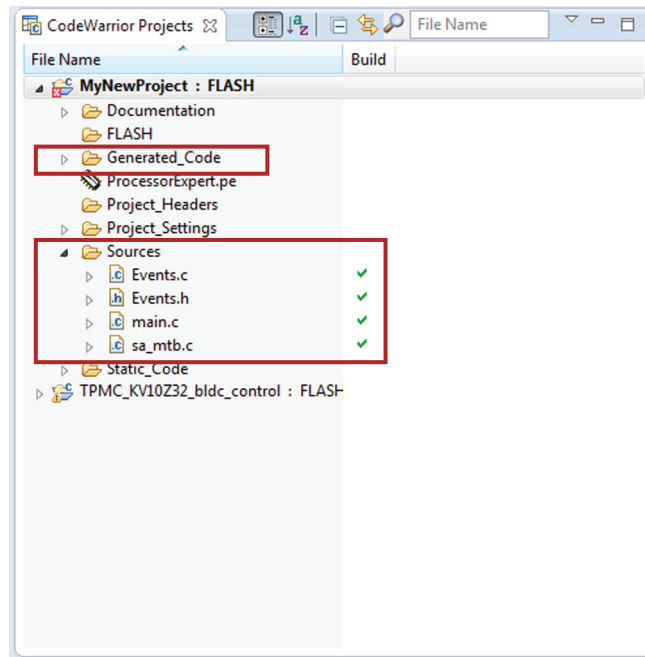 CodeWarrior Projects
File Name
File Name Build
MyNewProject : FLASH
Documentation
FLASH
Generated_Code
ProcessorExpert.pe
Project_Headers
Project_Settings
Sources
.c Events.c
.h Events.h
.c main.c
.c sa_mtb.c
Static_Code
TPMC_KV10Z32_bldc_control : FLASH